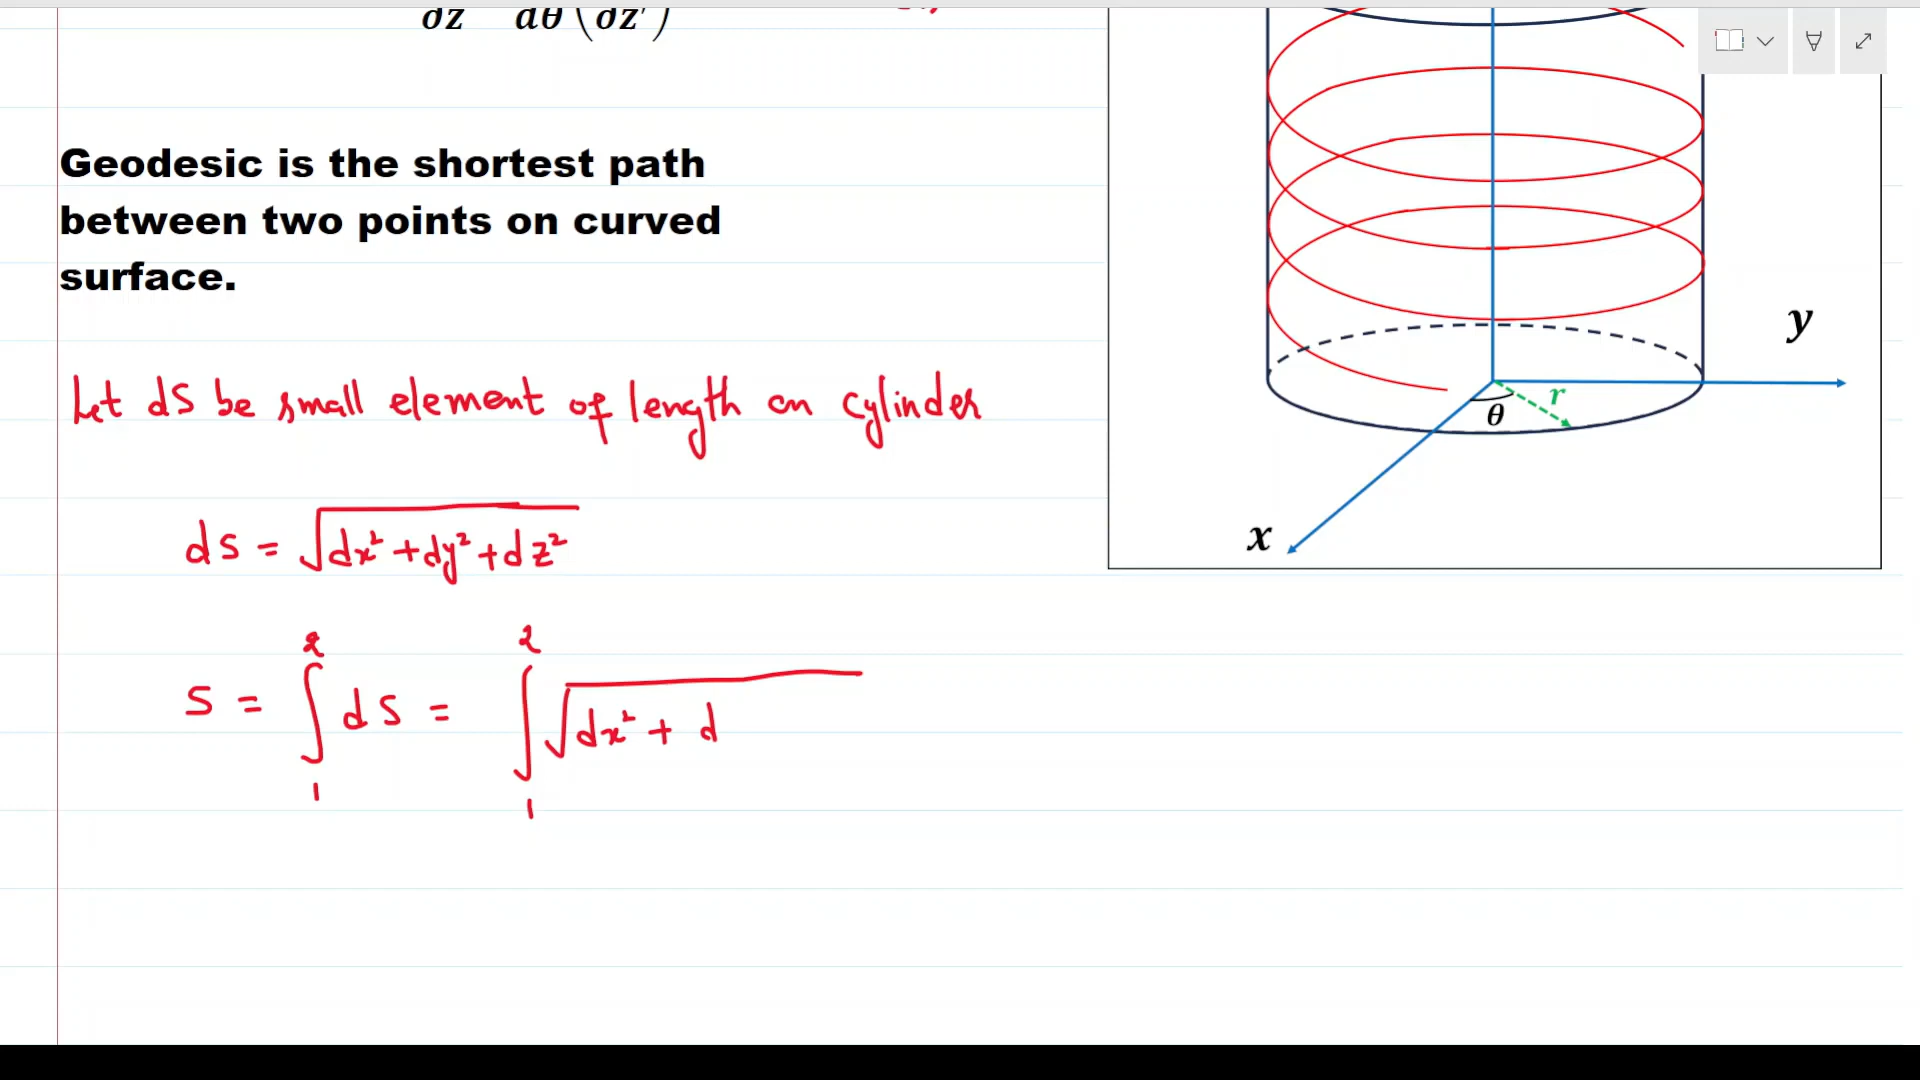 ∂z dθ (∂z′)
Geodesic is the shortest path
between two points on curved
surface.
Let dS be small element of length on cylinder
dS = √(dx² + dy² + dz²)
S = ∫₁² dS = ∫₁² √(dx² + d
y
r
θ
x